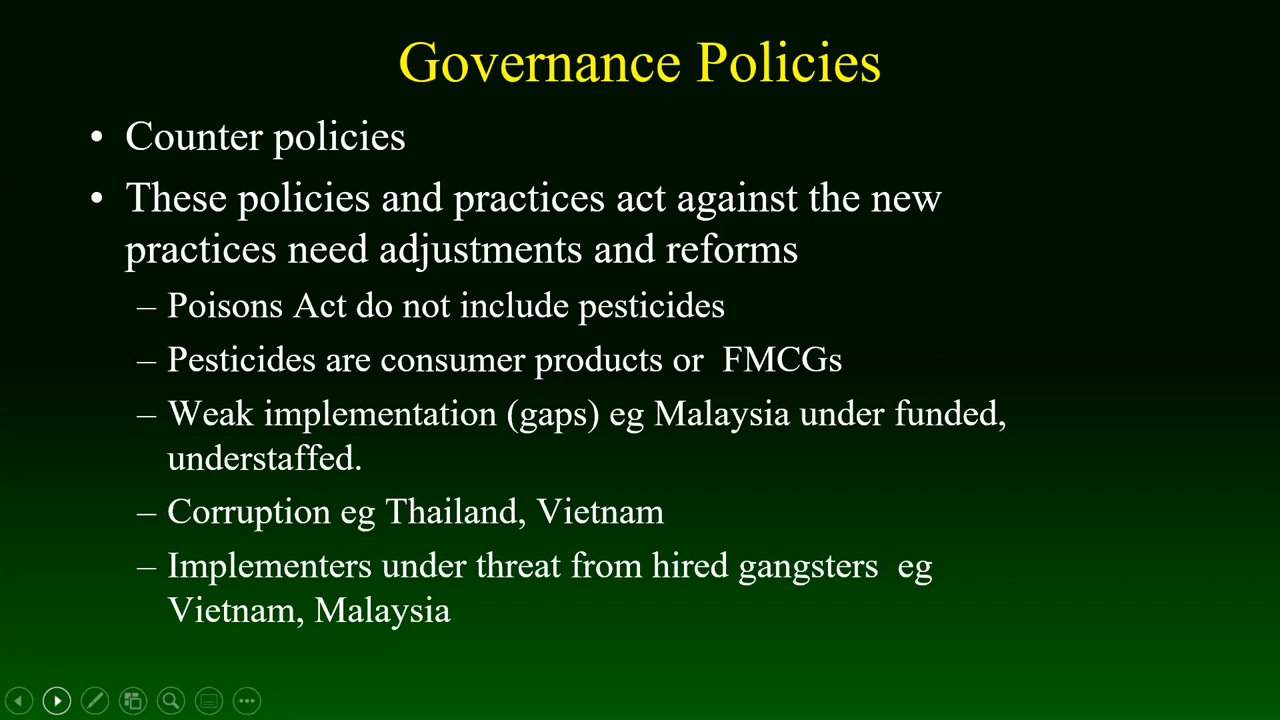 Governance Policies
• Counter policies
• These policies and practices act against the new
practices need adjustments and reforms
– Poisons Act do not include pesticides
– Pesticides are consumer products or  FMCGs
– Weak implementation (gaps) eg Malaysia under funded,
understaffed.
– Corruption eg Thailand, Vietnam
– Implementers under threat from hired gangsters  eg
Vietnam, Malaysia